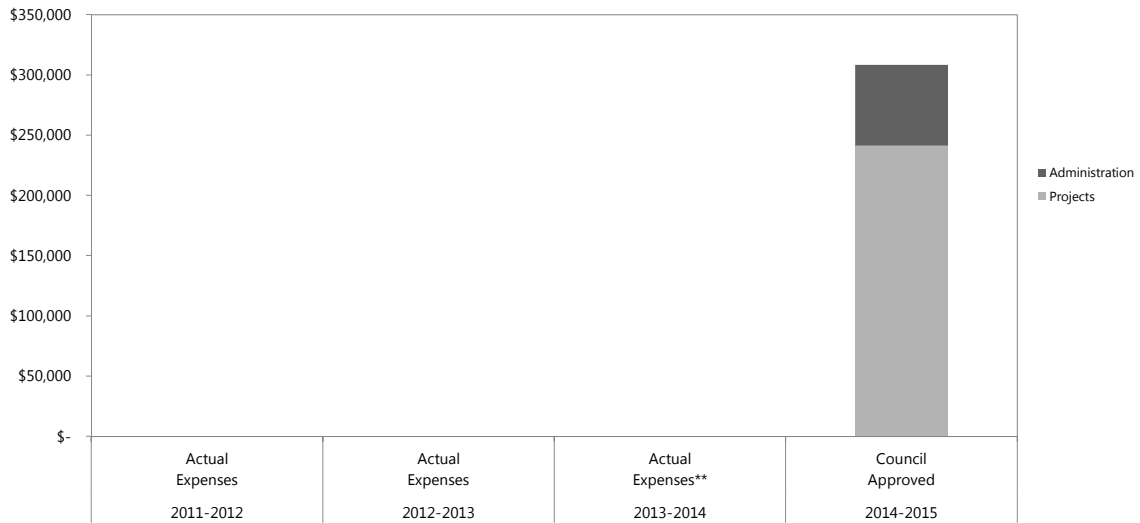 $350,000
$300,000
$250,000
$200,000
$150,000
$100,000
$50,000
$-
Administration
Projects
Actual
Expenses
2011-2012
Actual
Expenses
2012-2013
Actual
Expenses**
2013-2014
Council
Approved
2014-2015